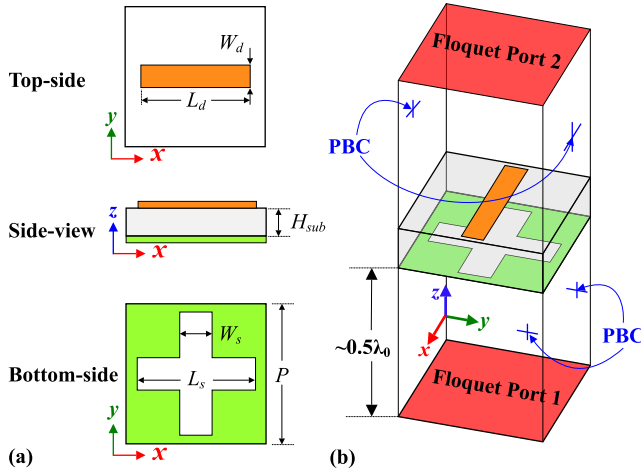 Top-side
W_d
L_d
y
x
Side-view
z
x
H_sub
Bottom-side
W_s
L_s
P
y
x
(a)
Floquet Port 2
PBC
z
y
x
PBC
~0.5λ₀
Floquet Port 1
(b)